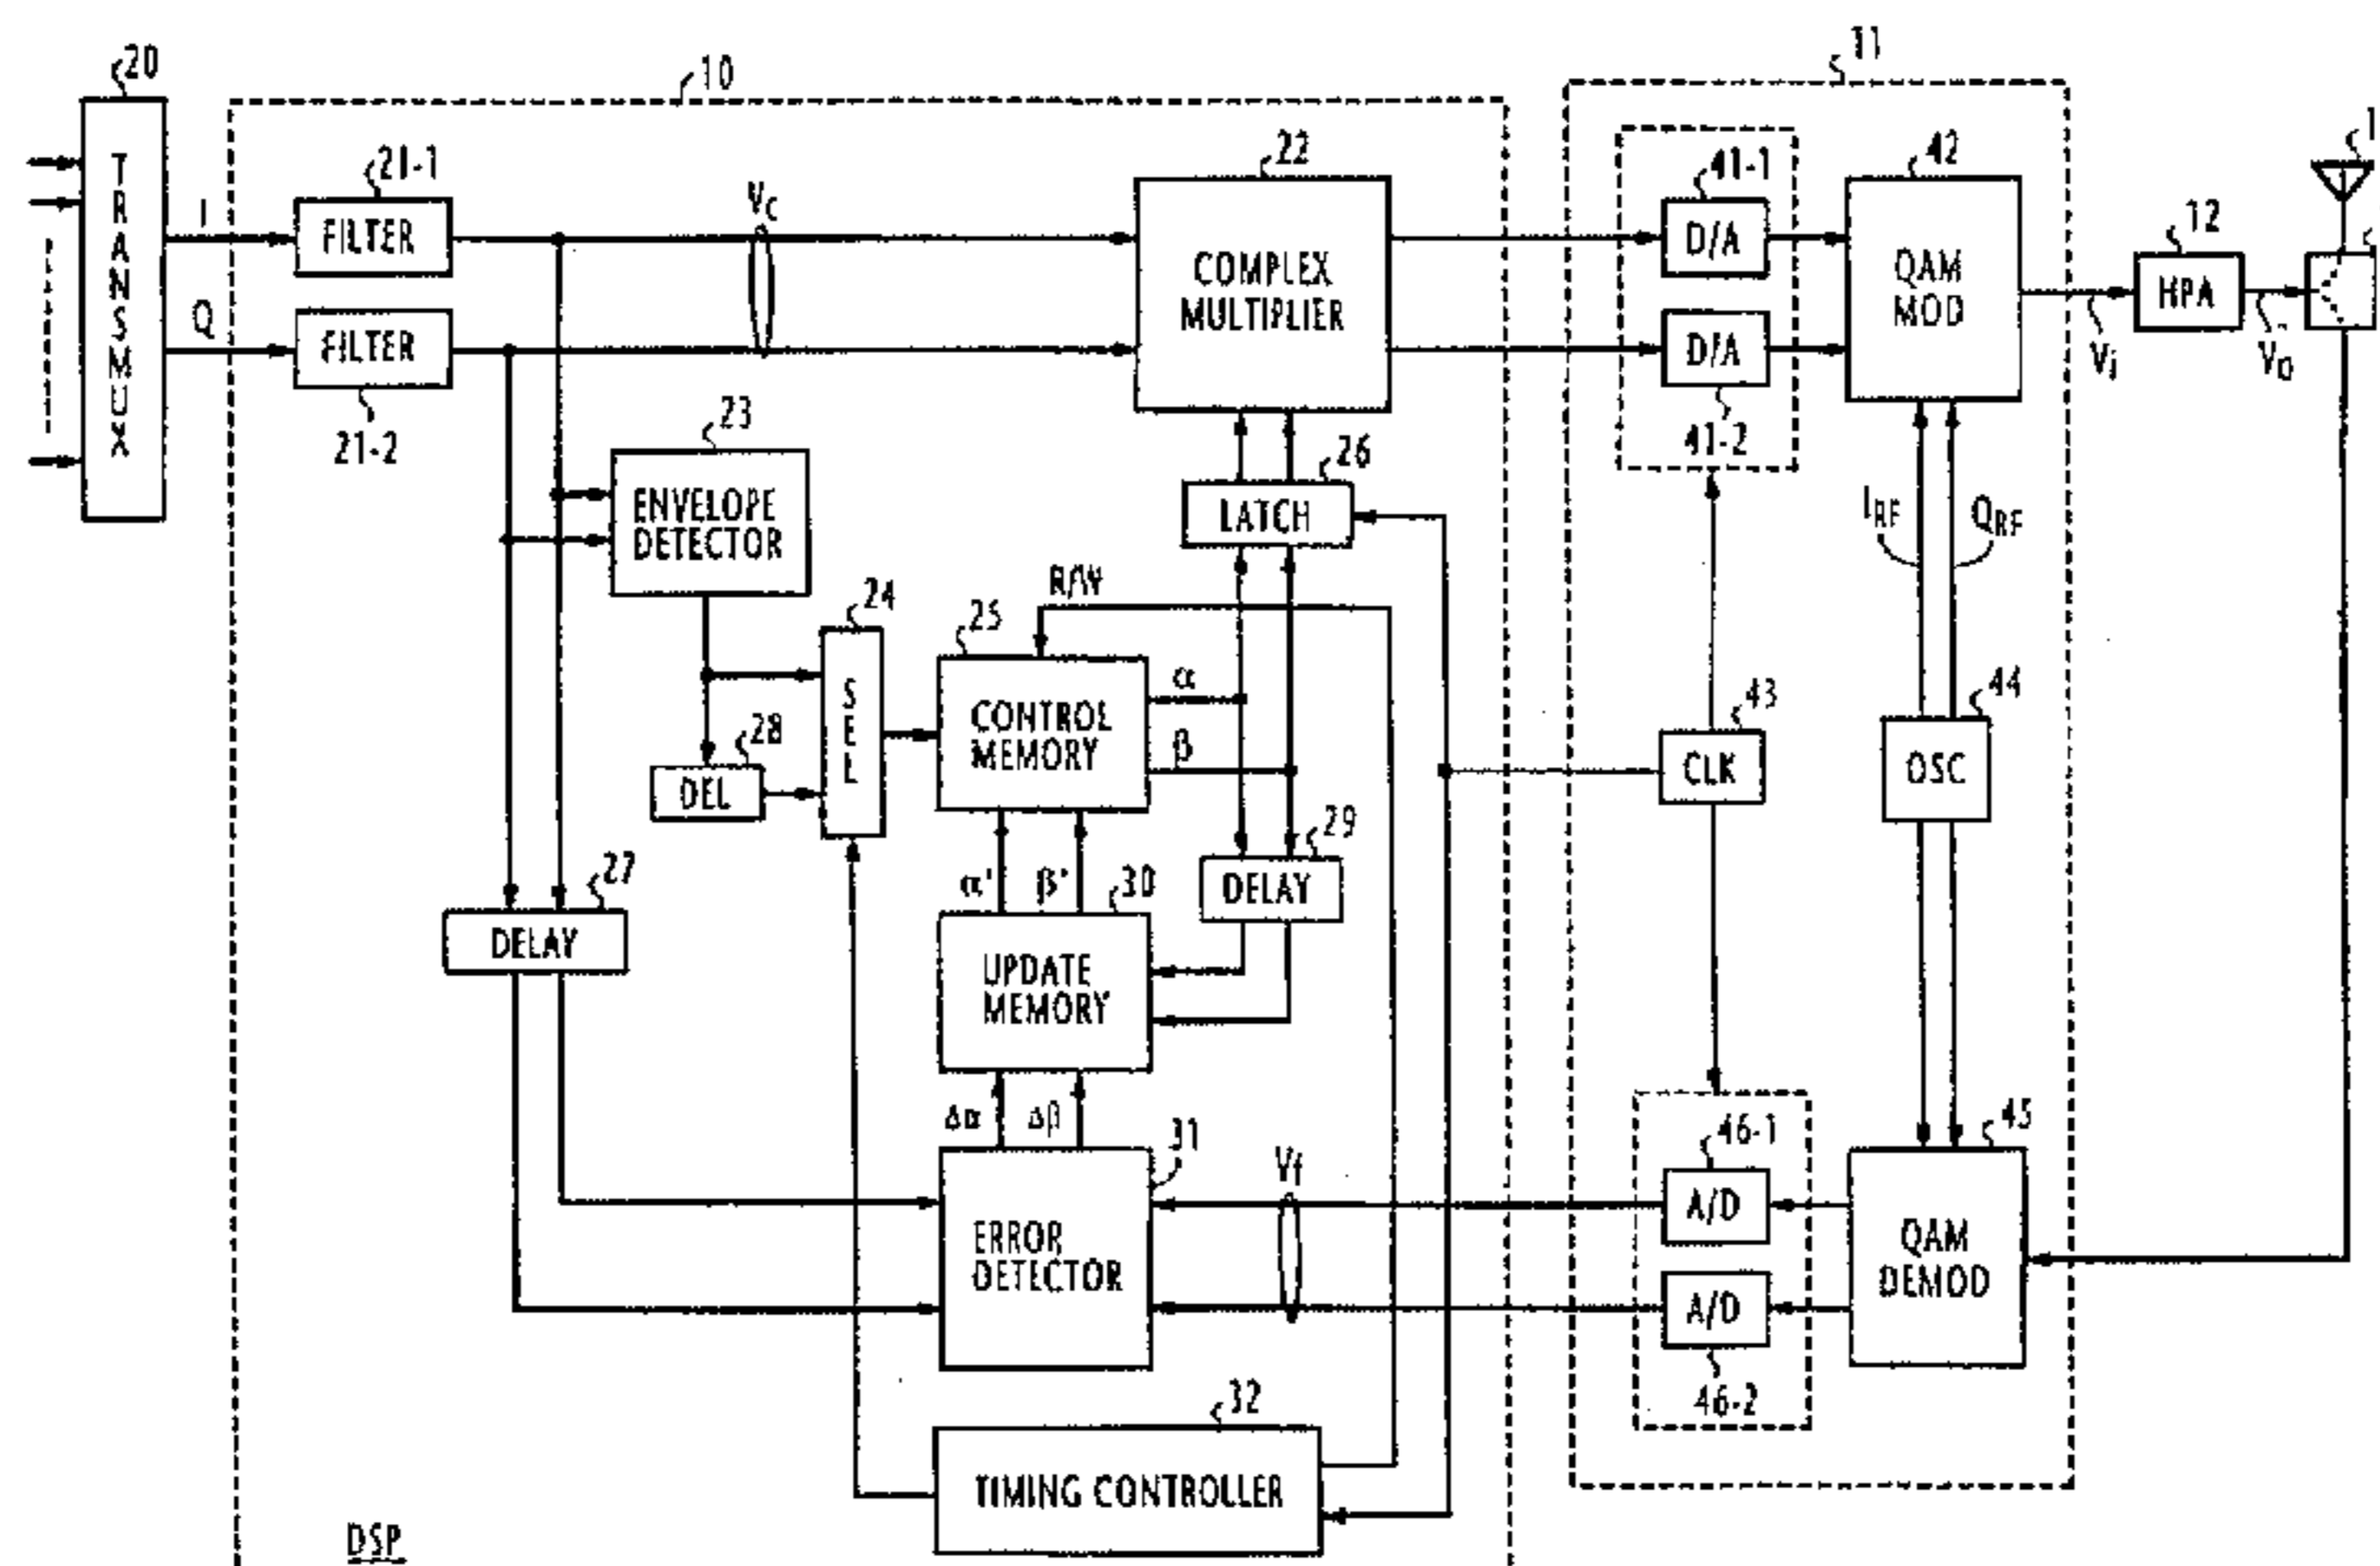 20
10
11
TRANSMUX
I
Q
21-1
FILTER
FILTER
21-2
Vc
22
COMPLEX
MULTIPLIER
41-1
D/A
D/A
41-2
42
QAM
MOD
12
HPA
Vi
Vo
1
23
ENVELOPE
DETECTOR
26
LATCH
IRF
QRF
24
SEL
R/W
25
CONTROL
MEMORY
α
β
28
DEL
43
CLK
44
OSC
27
DELAY
α'
β'
29
DELAY
30
UPDATE
MEMORY
Δα
Δβ
31
ERROR
DETECTOR
Vf
46-1
A/D
A/D
46-2
45
QAM
DEMOD
32
TIMING CONTROLLER
DSP